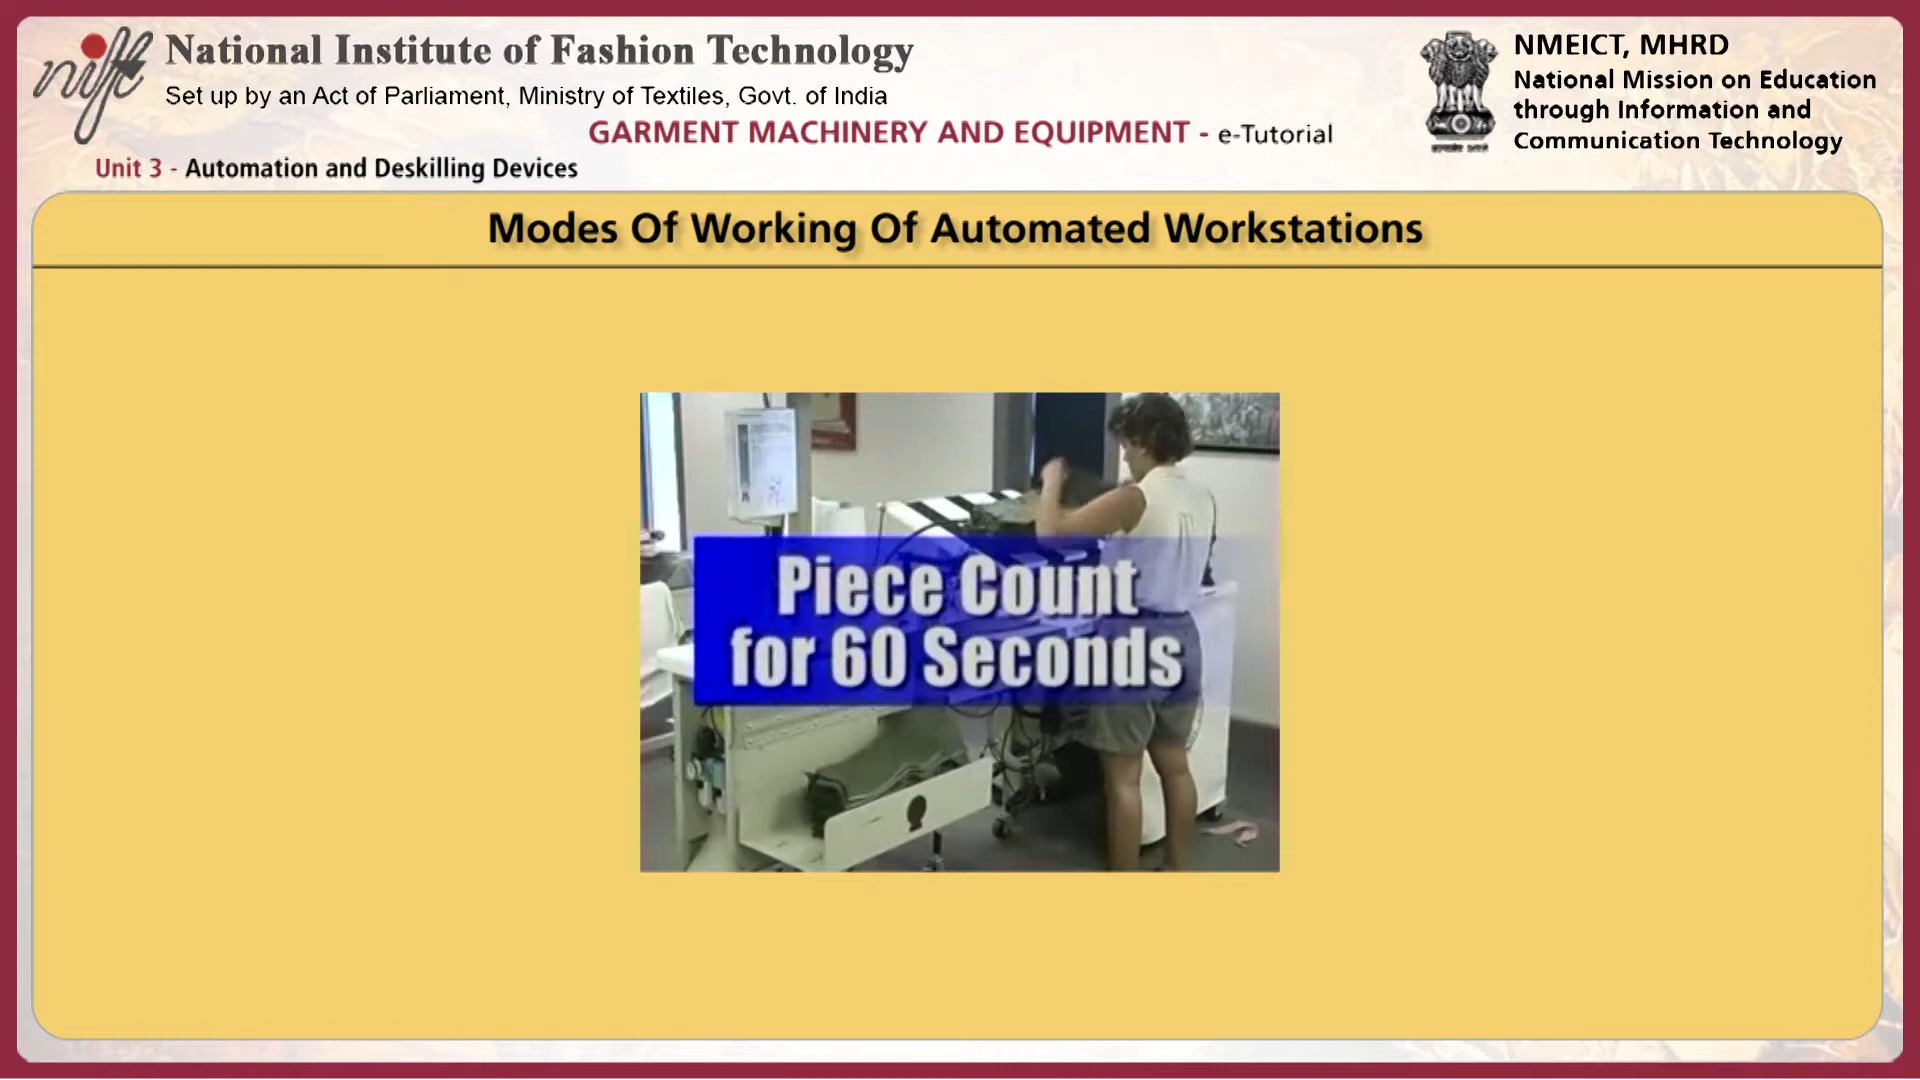 nift
National Institute of Fashion Technology
Set up by an Act of Parliament, Ministry of Textiles, Govt. of India
GARMENT MACHINERY AND EQUIPMENT - e-Tutorial
NMEICT, MHRD
National Mission on Education
through Information and
Communication Technology
Unit 3 - Automation and Deskilling Devices
Modes Of Working Of Automated Workstations
Piece Count
for 60 Seconds